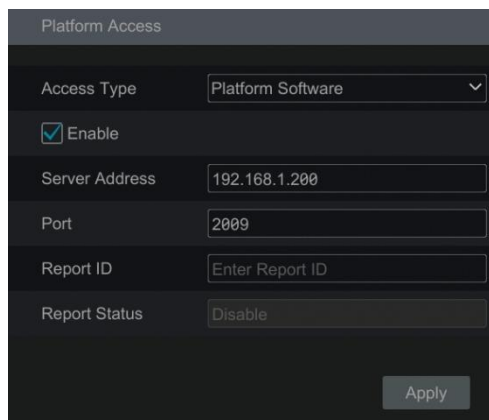 Platform Access
Access Type Platform Software
Enable
Server Address 192.168.1.200
Port 2009
Report ID Enter Report ID
Report Status Disable
Apply